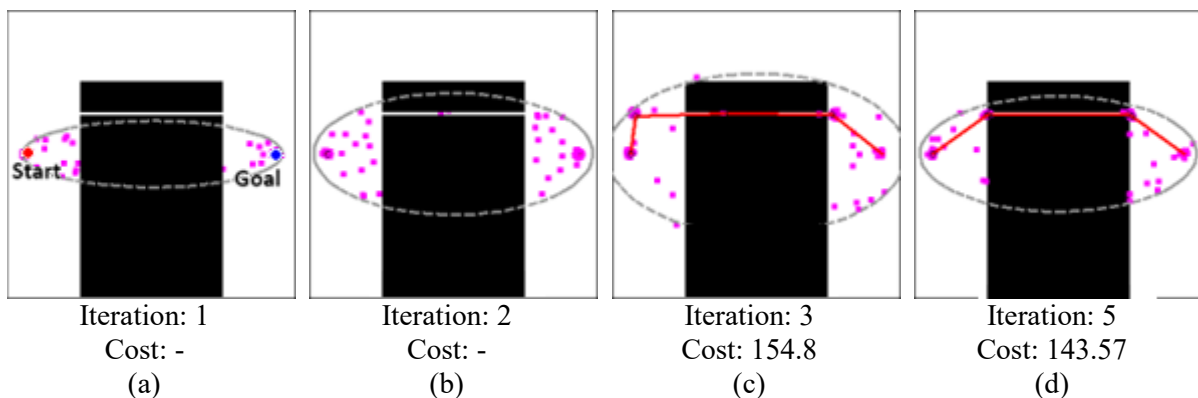 Start
Goal
Iteration: 1
Cost: -
(a)
Iteration: 2
Cost: -
(b)
Iteration: 3
Cost: 154.8
(c)
Iteration: 5
Cost: 143.57
(d)